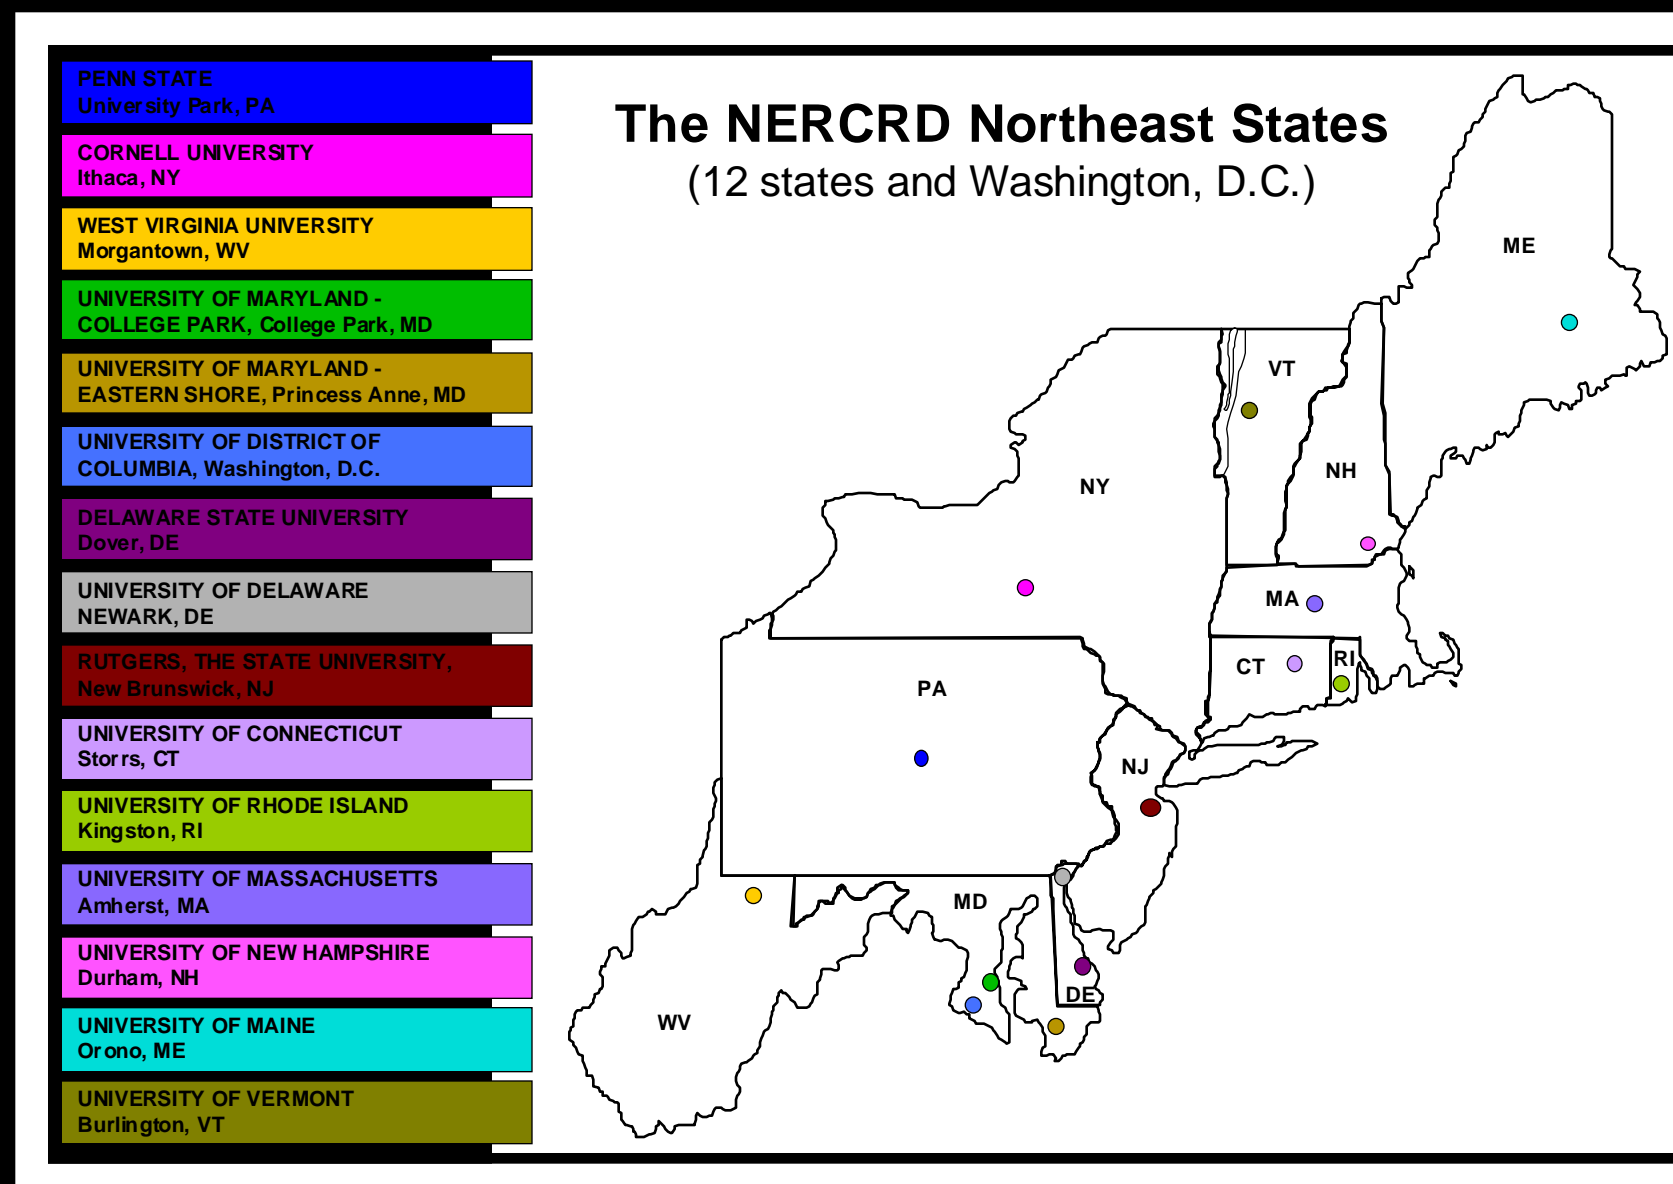 PENN STATE
University Park, PA
CORNELL UNIVERSITY
Ithaca, NY
WEST VIRGINIA UNIVERSITY
Morgantown, WV
UNIVERSITY OF MARYLAND -
COLLEGE PARK, College Park, MD
UNIVERSITY OF MARYLAND -
EASTERN SHORE, Princess Anne, MD
UNIVERSITY OF DISTRICT OF
COLUMBIA, Washington, D.C.
DELAWARE STATE UNIVERSITY
Dover, DE
UNIVERSITY OF DELAWARE
NEWARK, DE
RUTGERS, THE STATE UNIVERSITY,
New Brunswick, NJ
UNIVERSITY OF CONNECTICUT
Storrs, CT
UNIVERSITY OF RHODE ISLAND
Kingston, RI
UNIVERSITY OF MASSACHUSETTS
Amherst, MA
UNIVERSITY OF NEW HAMPSHIRE
Durham, NH
UNIVERSITY OF MAINE
Orono, ME
UNIVERSITY OF VERMONT
Burlington, VT
The NERCRD Northeast States
(12 states and Washington, D.C.)
ME
VT
NH
NY
MA
RI
CT
PA
NJ
MD
DE
WV